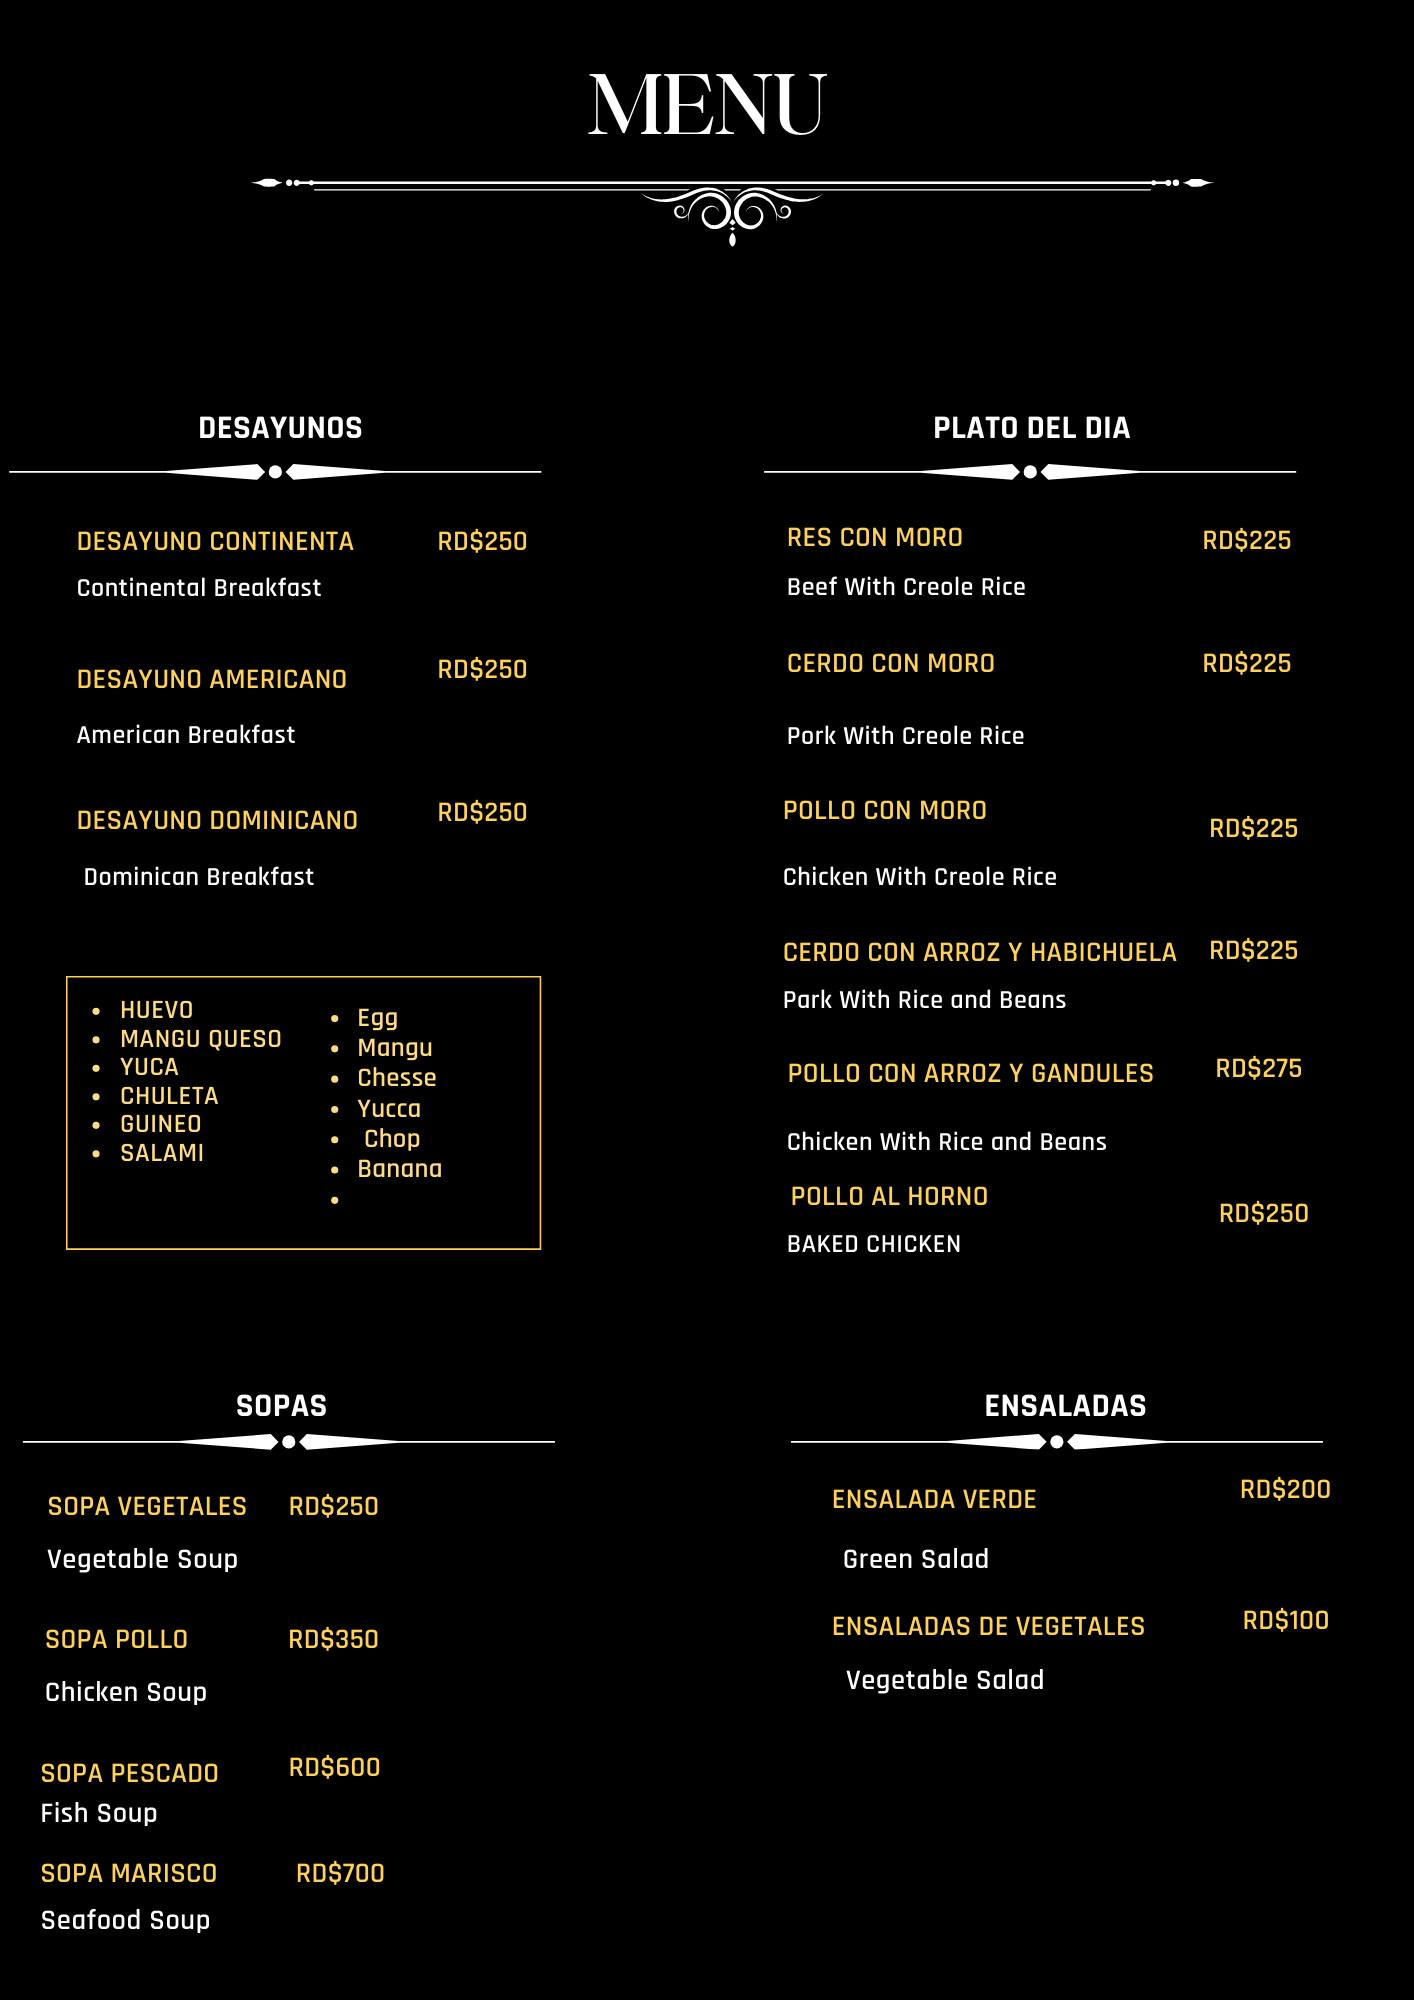 MENU
DESAYUNOS
DESAYUNO CONTINENTA RD$250
Continental Breakfast
DESAYUNO AMERICANO RD$250
American Breakfast
DESAYUNO DOMINICANO RD$250
Dominican Breakfast
• HUEVO
• MANGU QUESO
• YUCA
• CHULETA
• GUINEO
• SALAMI
• Egg
• Mangu
• Chesse
• Yucca
• Chop
• Banana
•
PLATO DEL DIA
RES CON MORO RD$225
Beef With Creole Rice
CERDO CON MORO RD$225
Pork With Creole Rice
POLLO CON MORO RD$225
Chicken With Creole Rice
CERDO CON ARROZ Y HABICHUELA RD$225
Park With Rice and Beans
POLLO CON ARROZ Y GANDULES RD$275
Chicken With Rice and Beans
POLLO AL HORNO RD$250
BAKED CHICKEN
SOPAS
SOPA VEGETALES RD$250
Vegetable Soup
SOPA POLLO RD$350
Chicken Soup
SOPA PESCADO RD$600
Fish Soup
SOPA MARISCO RD$700
Seafood Soup
ENSALADAS
ENSALADA VERDE RD$200
Green Salad
ENSALADAS DE VEGETALES RD$100
Vegetable Salad